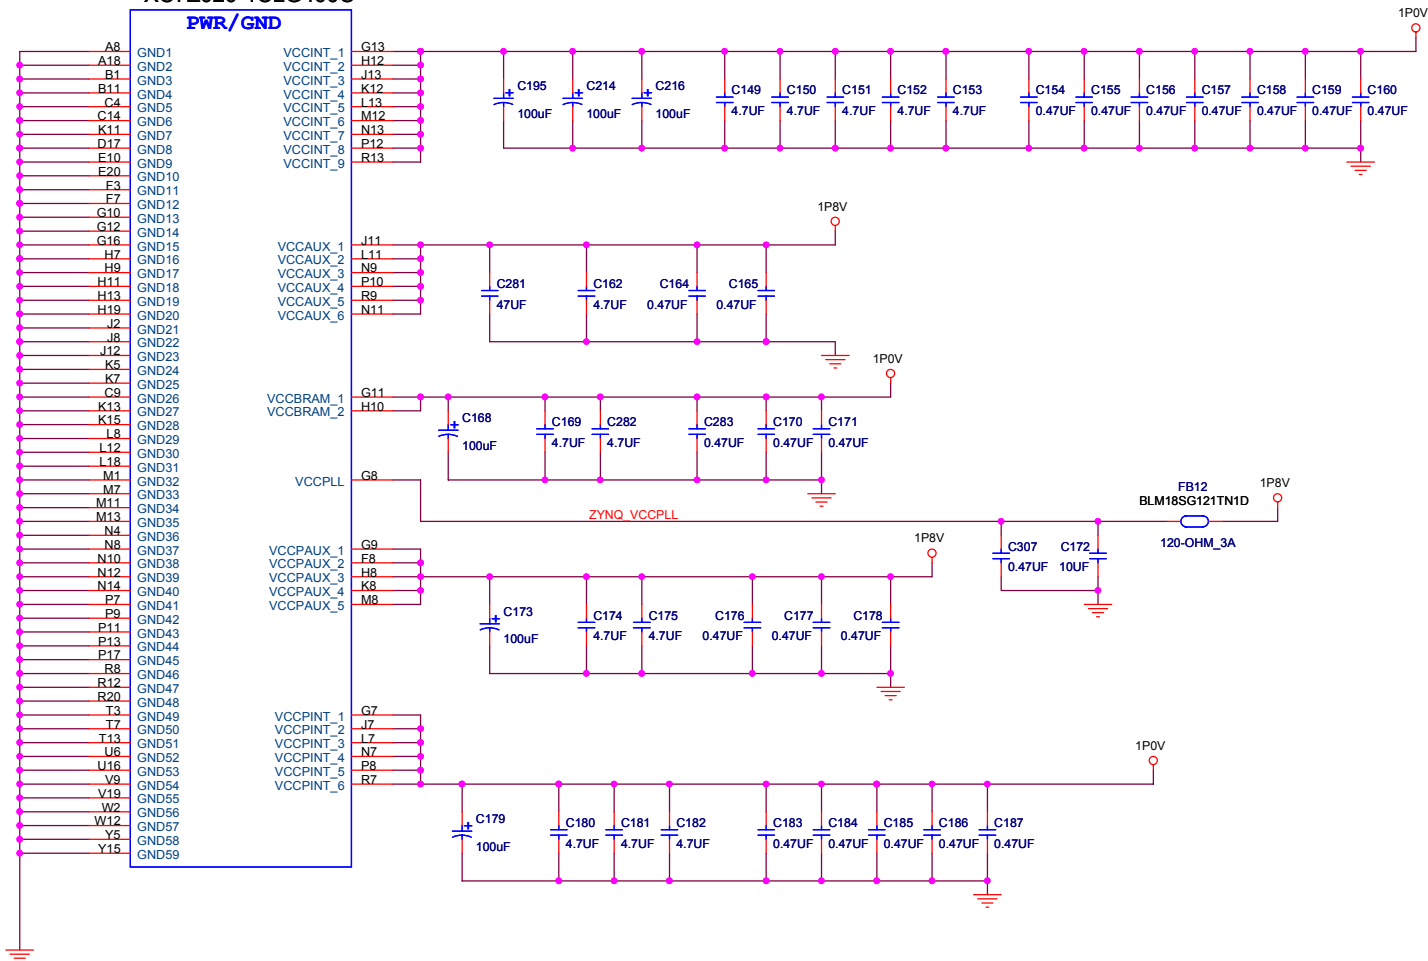 PWR/GND
1P0V
A8 GND1 VCCINT_1 G13
A18 GND2 VCCINT_2 H12
B1 GND3 VCCINT_3 J13
B11 GND4 VCCINT_4 K12
C4 GND5 VCCINT_5 L13
C14 GND6 VCCINT_6 M12
K11 GND7 VCCINT_7 N13
D17 GND8 VCCINT_8 P12
E10 GND9 VCCINT_9 R13
C195 C214 C216 C149 C150 C151 C152 C153 C154 C155 C156 C157 C158 C159 C160
100uF 100uF 100uF 4.7UF 4.7UF 4.7UF 4.7UF 4.7UF 0.47UF 0.47UF 0.47UF 0.47UF 0.47UF 0.47UF 0.47UF
E20 GND10
F3 GND11
F7 GND12
G10 GND13
G12 GND14
1P8V
G16 GND15 VCCAUX_1 J11
H7 GND16 VCCAUX_2 L11
H9 GND17 VCCAUX_3 N9
H11 GND18 VCCAUX_4 P10
H13 GND19 VCCAUX_5 R9
H19 GND20 VCCAUX_6 N11
C281 C162 C164 C165
47UF 4.7UF 0.47UF 0.47UF
J2 GND21
J8 GND22
J12 GND23
K5 GND24
K7 GND25
1P0V
C9 GND26 VCCBRAM_1 G11
K13 GND27 VCCBRAM_2 H10
C168 C169 C282 C283 C170 C171
100uF 4.7UF 4.7UF 0.47UF 0.47UF 0.47UF
K15 GND28
L8 GND29
L12 GND30
L18 GND31
M1 GND32 VCCPLL G8
M7 GND33
M11 GND34
M13 GND35
ZYNQ_VCCPLL
FB12 1P8V
BLM18SG121TN1D
120-OHM_3A
C307 C172
0.47UF 10UF
N4 GND36
1P8V
N8 GND37 VCCPAUX_1 G9
N10 GND38 VCCPAUX_2 F8
N12 GND39 VCCPAUX_3 H8
N14 GND40 VCCPAUX_4 K8
P7 GND41 VCCPAUX_5 M8
C173 C174 C175 C176 C177 C178
100uF 4.7UF 4.7UF 0.47UF 0.47UF 0.47UF
P9 GND42
P11 GND43
P13 GND44
P17 GND45
R8 GND46
R12 GND47
R20 GND48
T3 GND49 VCCPINT_1 G7
T7 GND50 VCCPINT_2 J7
T13 GND51 VCCPINT_3 L7
U6 GND52 VCCPINT_4 N7
U16 GND53 VCCPINT_5 P8
V9 GND54 VCCPINT_6 R7
1P0V
V19 GND55
W2 GND56
W12 GND57
Y5 GND58
Y15 GND59
C179 C180 C181 C182 C183 C184 C185 C186 C187
100uF 4.7UF 4.7UF 4.7UF 0.47UF 0.47UF 0.47UF 0.47UF 0.47UF